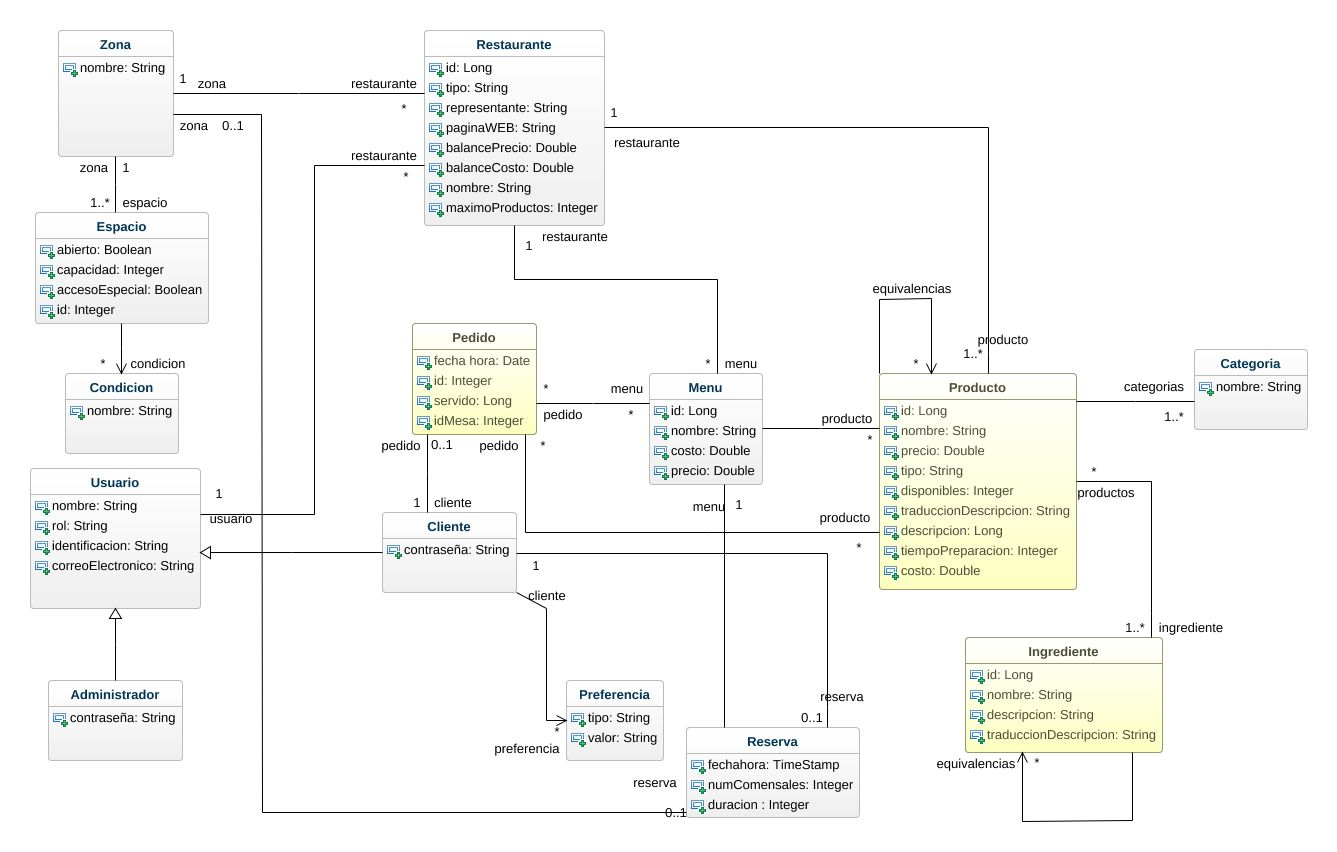 Zona
nombre: String
1 zona
restaurante
*
zona 0..1
zona 1
1..* espacio
Restaurante
id: Long
tipo: String
representante: String
paginaWEB: String
balancePrecio: Double
balanceCosto: Double
nombre: String
maximoProductos: Integer
1
restaurante
restaurante
*
1 restaurante
Espacio
abierto: Boolean
capacidad: Integer
accesoEspecial: Boolean
id: Integer
* condicion
Condicion
nombre: String
Pedido
fecha hora: Date
id: Integer
servido: Long
idMesa: Integer
* menu
pedido *
pedido 0..1
pedido *
1 cliente
* menu
Menu
id: Long
nombre: String
costo: Double
precio: Double
producto
*
menu 1
equivalencias
*
producto
1..*
Producto
id: Long
nombre: String
precio: Double
tipo: String
disponibles: Integer
traduccionDescripcion: String
descripcion: Long
tiempoPreparacion: Integer
costo: Double
producto
*
categorias
1..*
Categoria
nombre: String
*
productos
1..* ingrediente
Usuario
nombre: String
rol: String
identificacion: String
correoElectronico: String
1
usuario
Cliente
contraseña: String
1
cliente
Administrador
contraseña: String
Preferencia
tipo: String
valor: String
*
preferencia
reserva
0..1
Reserva
fechahora: TimeStamp
numComensales: Integer
duracion : Integer
reserva
0..1
Ingrediente
id: Long
nombre: String
descripcion: String
traduccionDescripcion: String
equivalencias *